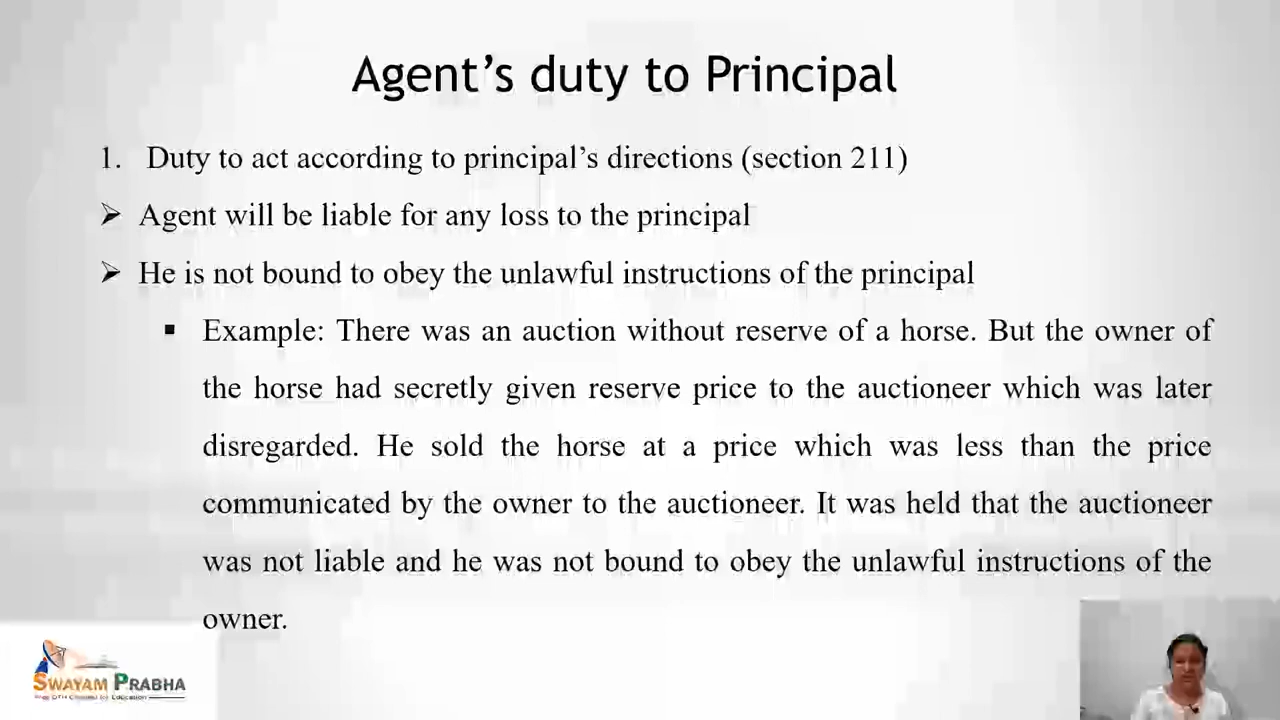 Agent's duty to Principal
1. Duty to act according to principal's directions (section 211)
➤ Agent will be liable for any loss to the principal
➤ He is not bound to obey the unlawful instructions of the principal
▪ Example: There was an auction without reserve of a horse. But the owner of
the horse had secretly given reserve price to the auctioneer which was later
disregarded. He sold the horse at a price which was less than the price
communicated by the owner to the auctioneer. It was held that the auctioneer
was not liable and he was not bound to obey the unlawful instructions of the
owner.
SWAYAM PRABHA
Free DTH Channel for Education